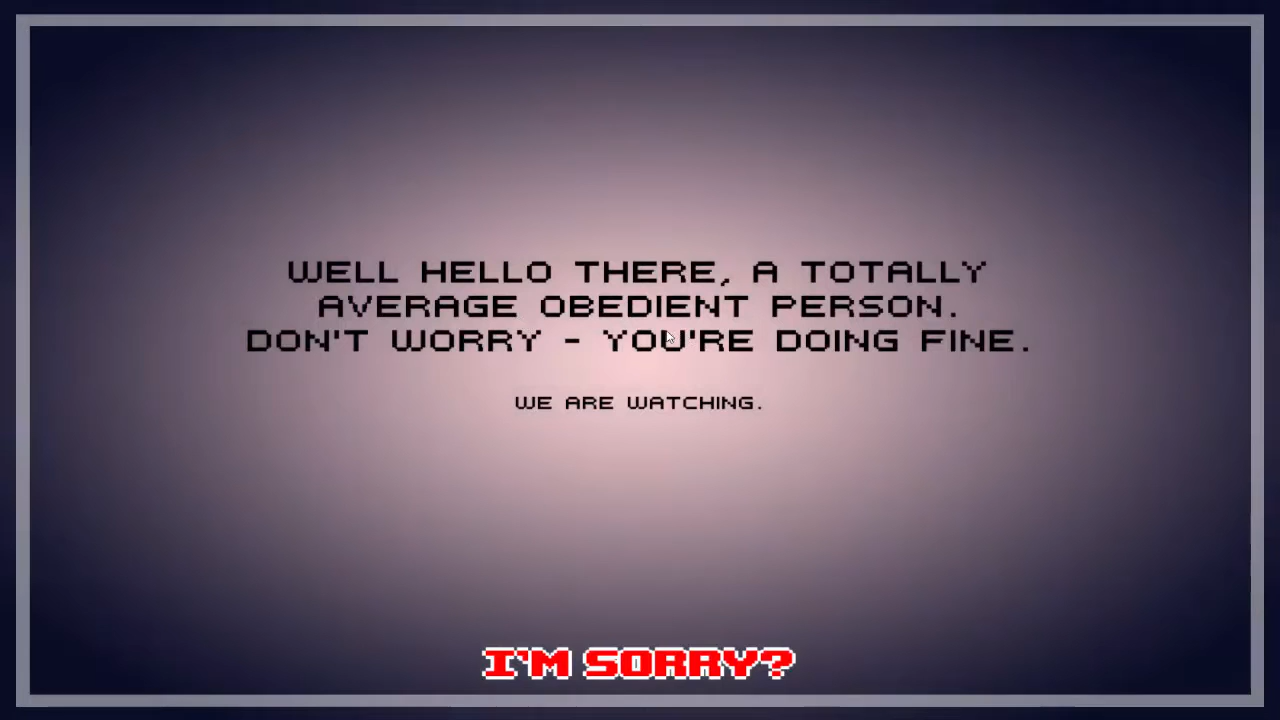 WELL HELLO THERE, A TOTALLY
AVERAGE OBEDIENT PERSON.
DON'T WORRY - YOU'RE DOING FINE.
WE ARE WATCHING.
I'M SORRY?